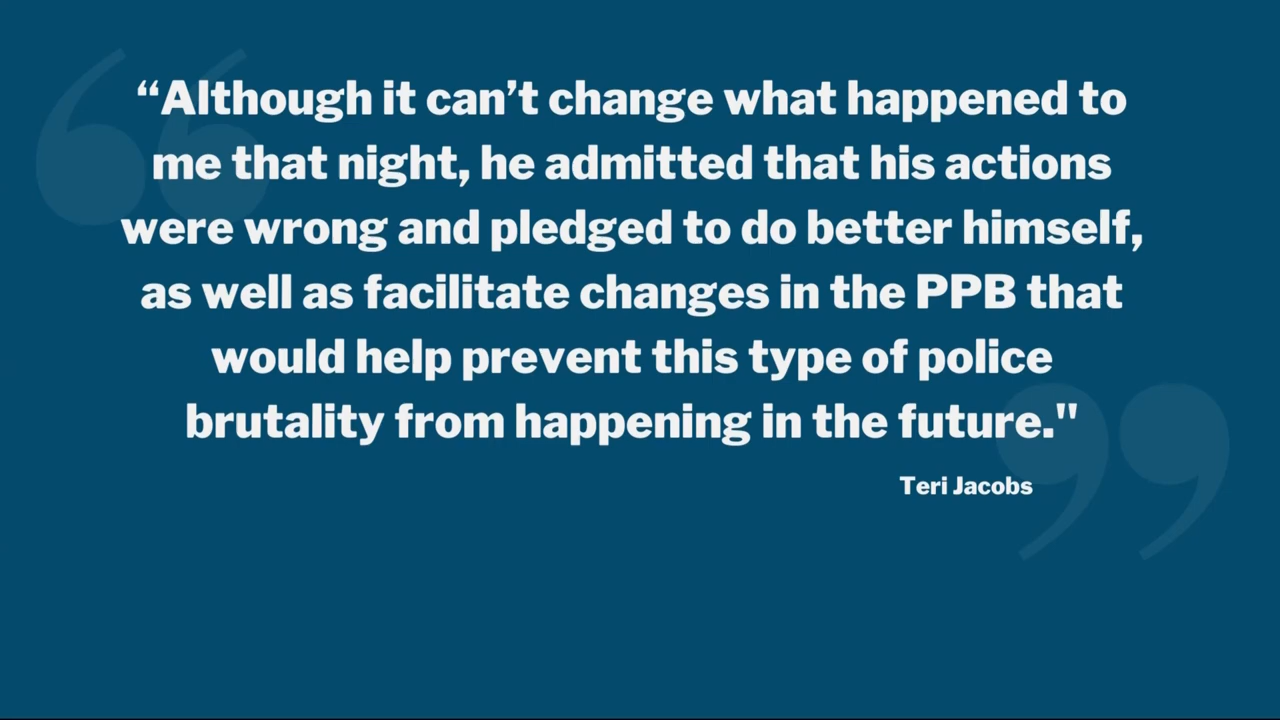 “Although it can’t change what happened to
me that night, he admitted that his actions
were wrong and pledged to do better himself,
as well as facilitate changes in the PPB that
would help prevent this type of police
brutality from happening in the future."
Teri Jacobs